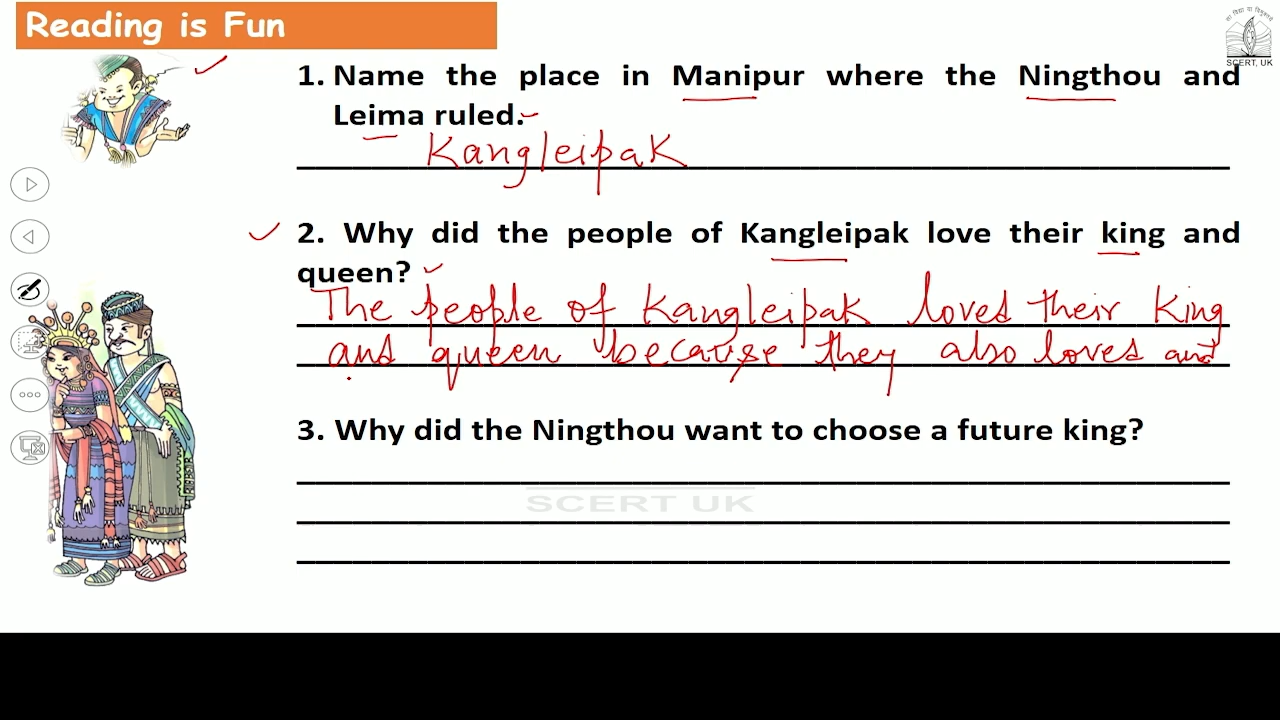 Reading is Fun
SCERT, UK
1. Name the place in Manipur where the Ningthou and
Leima ruled.
Kangleipak
2. Why did the people of Kangleipak love their king and
queen?
The people of Kangleipak loved their King
and queen because they also loved and
3. Why did the Ningthou want to choose a future king?
SCERT UK